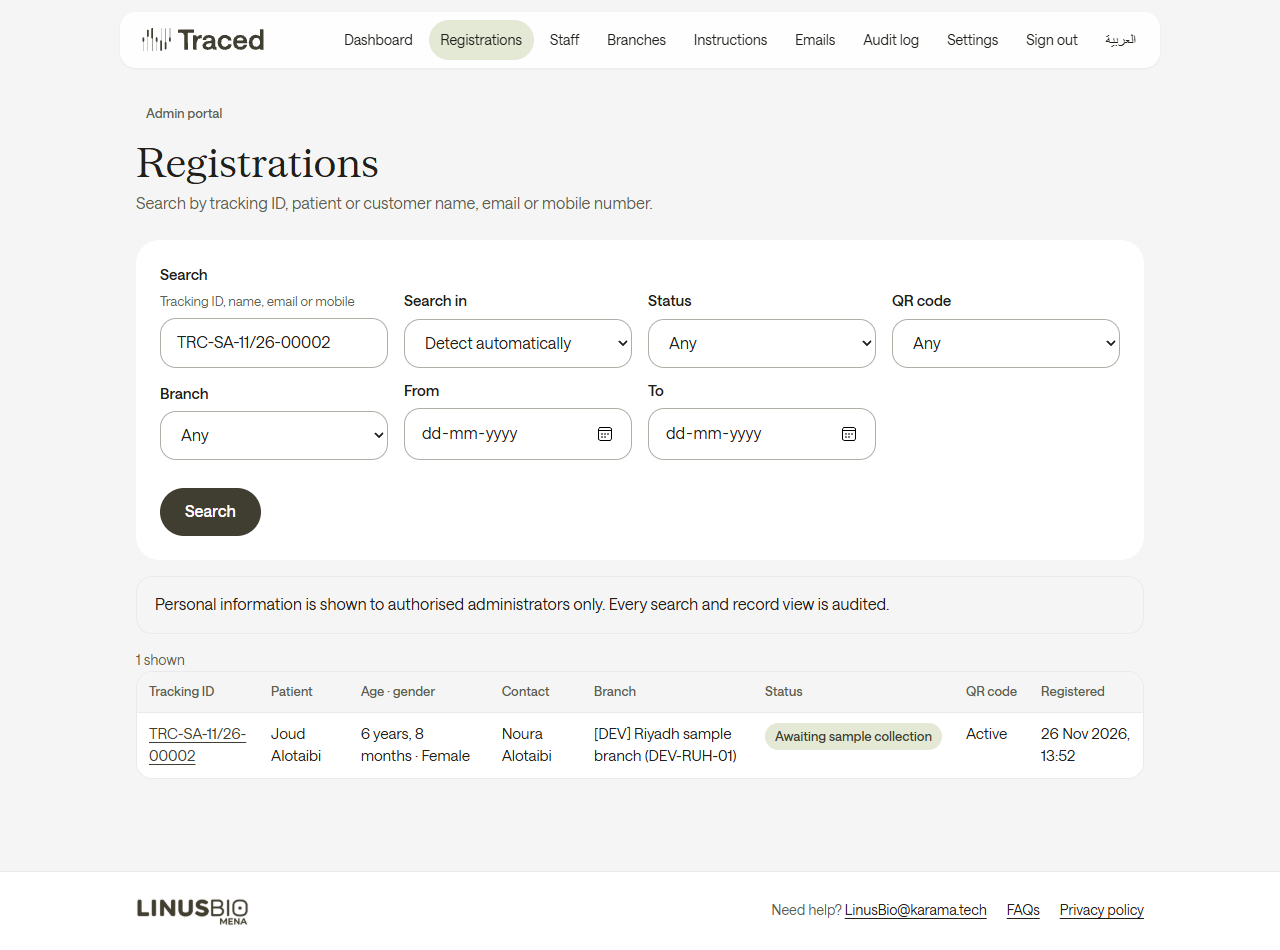 Traced
Dashboard Registrations Staff Branches Instructions Emails Audit log Settings Sign out العربية
Admin portal
Registrations
Search by tracking ID, patient or customer name, email or mobile number.
Search
Tracking ID, name, email or mobile
TRC-SA-11/26-00002
Search in
Detect automatically
Status
Any
QR code
Any
Branch
Any
From
dd-mm-yyyy
To
dd-mm-yyyy
Search
Personal information is shown to authorised administrators only. Every search and record view is audited.
1 shown
Tracking ID Patient Age · gender Contact Branch Status QR code Registered
TRC-SA-11/26- Joud 6 years, 8 Noura [DEV] Riyadh sample Awaiting sample collection Active 26 Nov 2026,
00002 Alotaibi months · Female Alotaibi branch (DEV-RUH-01) 13:52
LINUSBIO
MENA
Need help? LinusBio@karama.tech FAQs Privacy policy